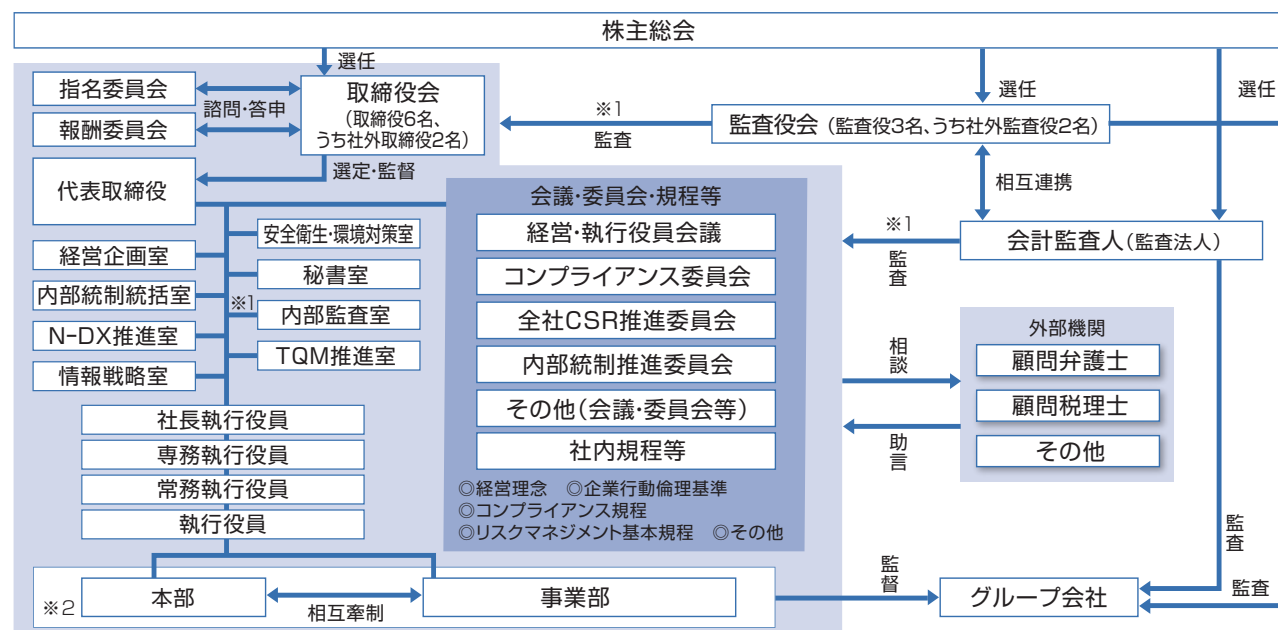 株主総会
選任
選任
選任
選任
指名委員会
諮問・答申
報酬委員会
取締役会
(取締役6名、
うち社外取締役2名)
※1
監査
監査役会(監査役3名、うち社外監査役2名)
代表取締役
選定・監督
相互連携
※1
監査
会計監査人(監査法人)
経営企画室
内部統制統括室
N-DX推進室
情報戦略室
安全衛生・環境対策室
秘書室
※1
内部監査室
TQM推進室
会議・委員会・規程等
経営・執行役員会議
コンプライアンス委員会
全社CSR推進委員会
内部統制推進委員会
その他(会議・委員会等)
社内規程等
◎経営理念 ◎企業行動倫理基準
◎コンプライアンス規程
◎リスクマネジメント基本規程 ◎その他
相談
助言
外部機関
顧問弁護士
顧問税理士
その他
社長執行役員
専務執行役員
常務執行役員
執行役員
※2
本部
相互牽制
事業部
監督
グループ会社
監査
監査